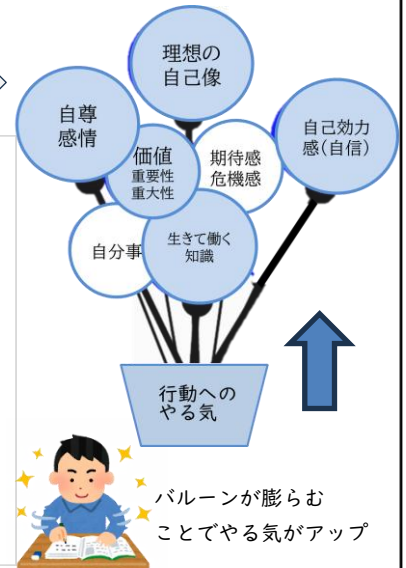 理想の
自己像
自尊
感情
自己効力
感(自信)
価値
重要性
重大性
期待感
危機感
自分事
生きて働く
知識
行動への
やる気
バルーンが膨らむ
ことでやる気がアップ